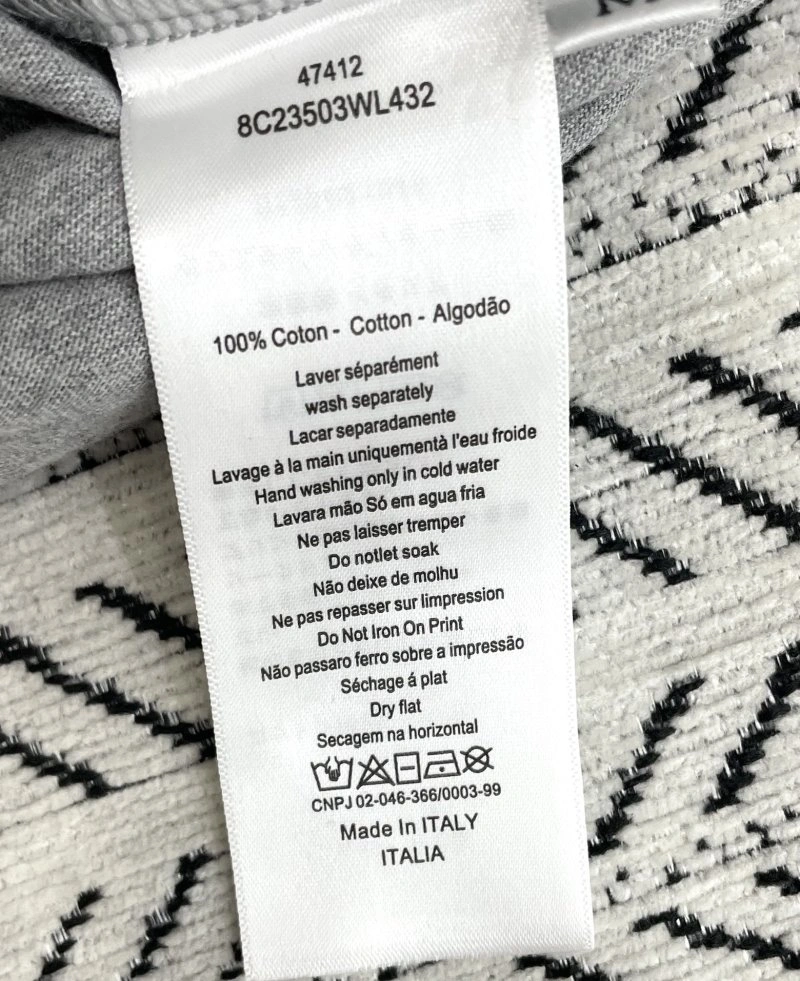 47412
8C23503WL432
100% Coton - Cotton - Algodão
Laver séparément
wash separately
Lacar separadamente
Lavage à la main uniquementà l'eau froide
Hand washing only in cold water
Lavara mão Só em agua fria
Ne pas laisser tremper
Do notlet soak
Não deixe de molhu
Ne pas repasser sur limpression
Do Not Iron On Print
Não passaro ferro sobre a impressão
Séchage á plat
Dry flat
Secagem na horizontal
CNPJ 02-046-366/0003-99
Made In ITALY
ITALIA